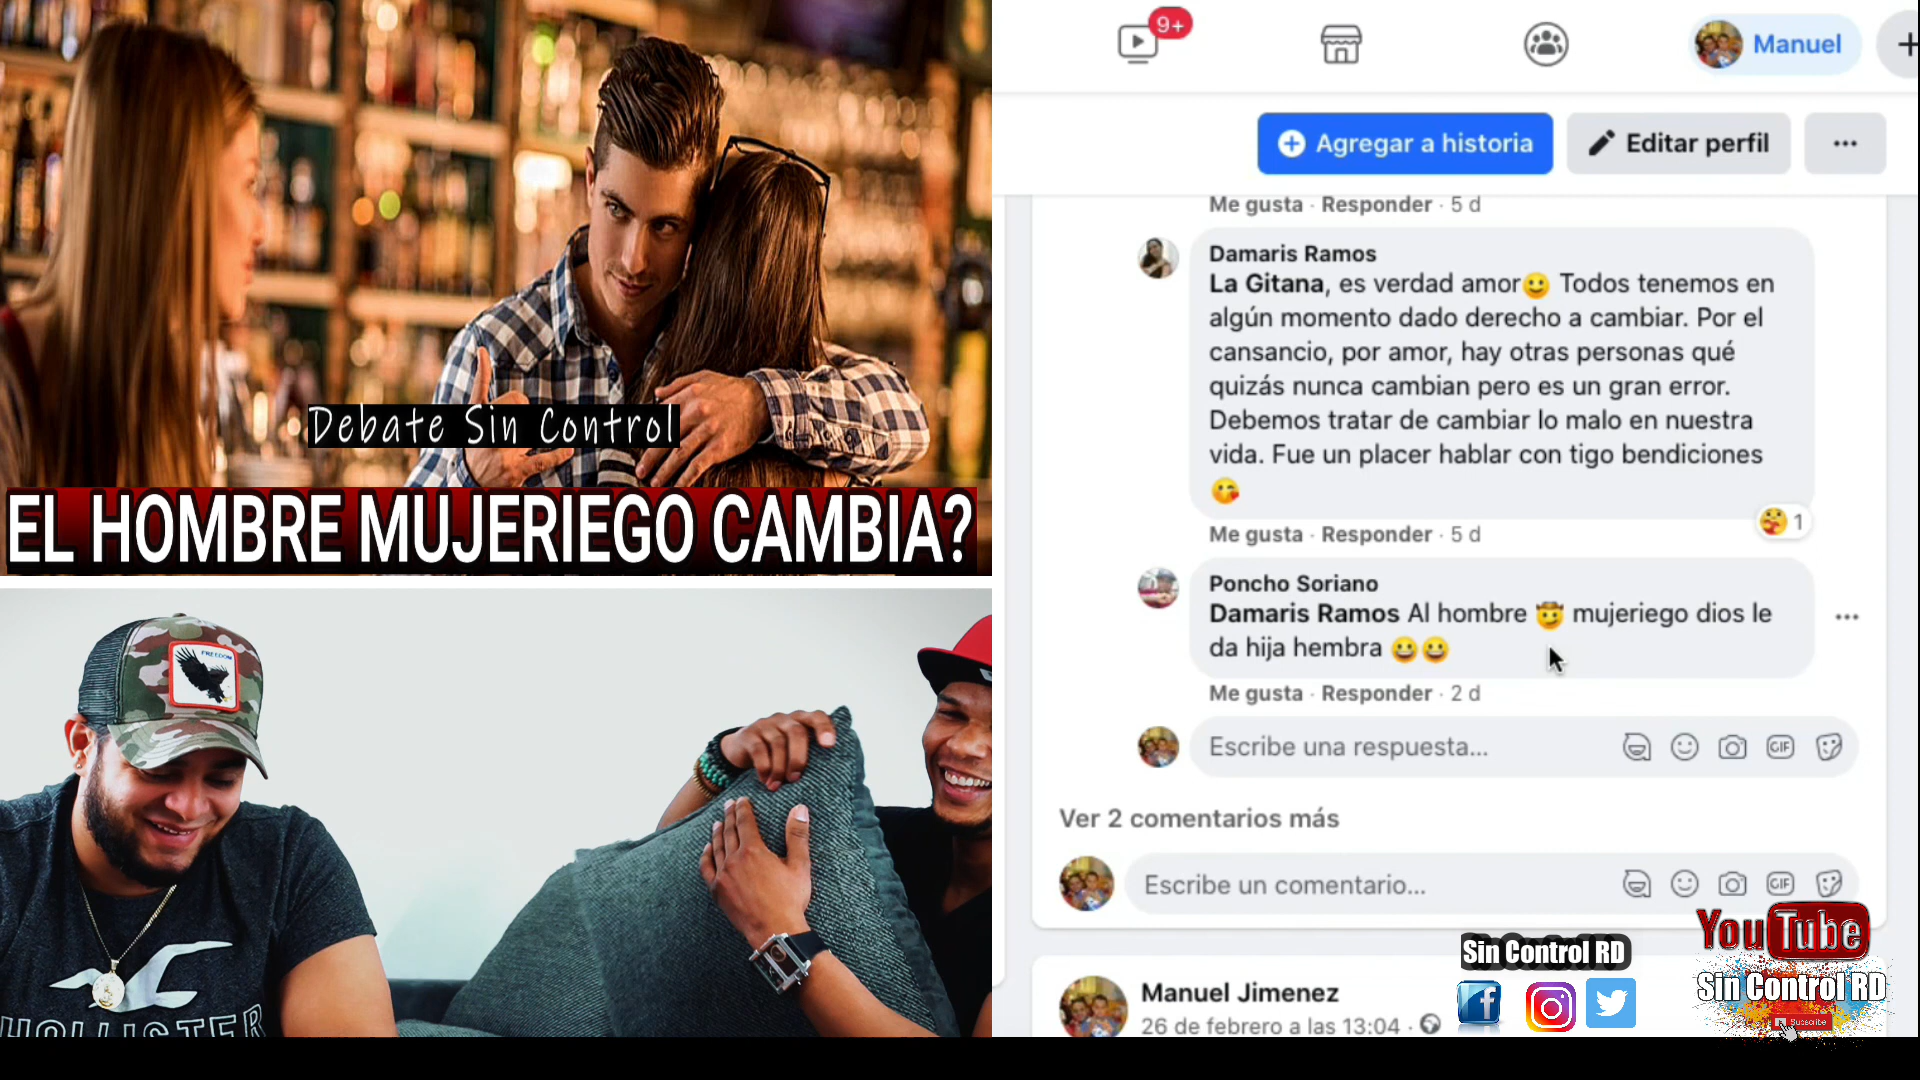 Debate Sin Control
EL HOMBRE MUJERIEGO CAMBIA?
FREEDOM
HOLLISTER
9+
Manuel
Agregar a historia
Editar perfil
Me gusta · Responder · 5 d
Damaris Ramos
La Gitana, es verdad amor🙂 Todos tenemos en
algún momento dado derecho a cambiar. Por el
cansancio, por amor, hay otras personas qué
quizás nunca cambian pero es un gran error.
Debemos tratar de cambiar lo malo en nuestra
vida. Fue un placer hablar con tigo bendiciones
😘
1
Me gusta · Responder · 5 d
Poncho Soriano
Damaris Ramos Al hombre 🤠 mujeriego dios le
da hija hembra 😀😀
Me gusta · Responder · 2 d
Escribe una respuesta...
GIF
Ver 2 comentarios más
Escribe un comentario...
GIF
Manuel Jimenez
26 de febrero a las 13:04 ·
Sin Control RD
YouTube
Sin Control RD
Subscribe